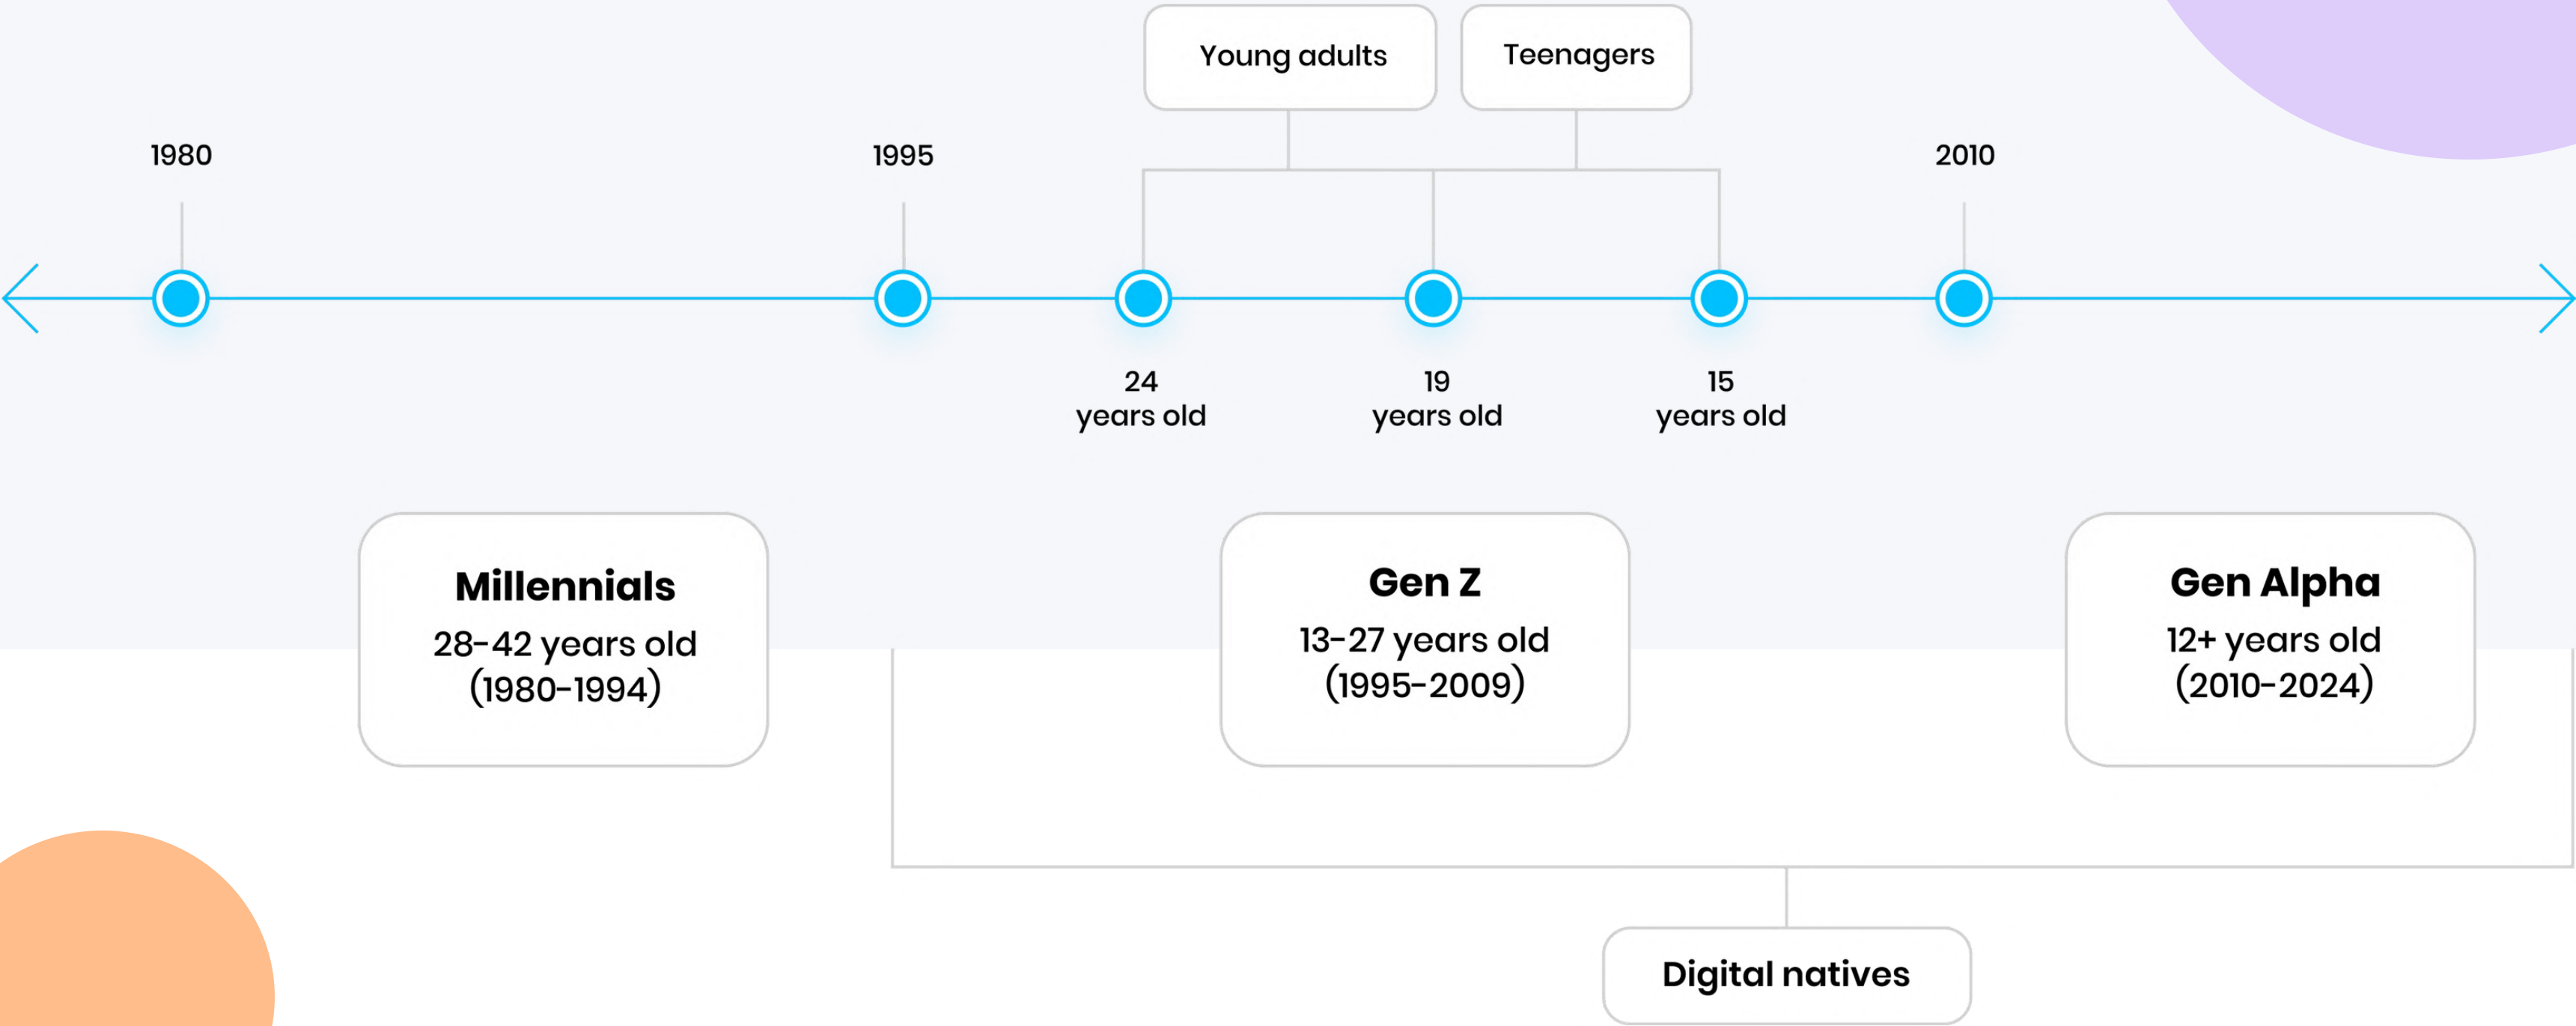 Young adults
Teenagers
1980
1995
2010
24
years old
19
years old
15
years old
Millennials
28-42 years old
(1980-1994)
Gen Z
13-27 years old
(1995-2009)
Gen Alpha
12+ years old
(2010-2024)
Digital natives